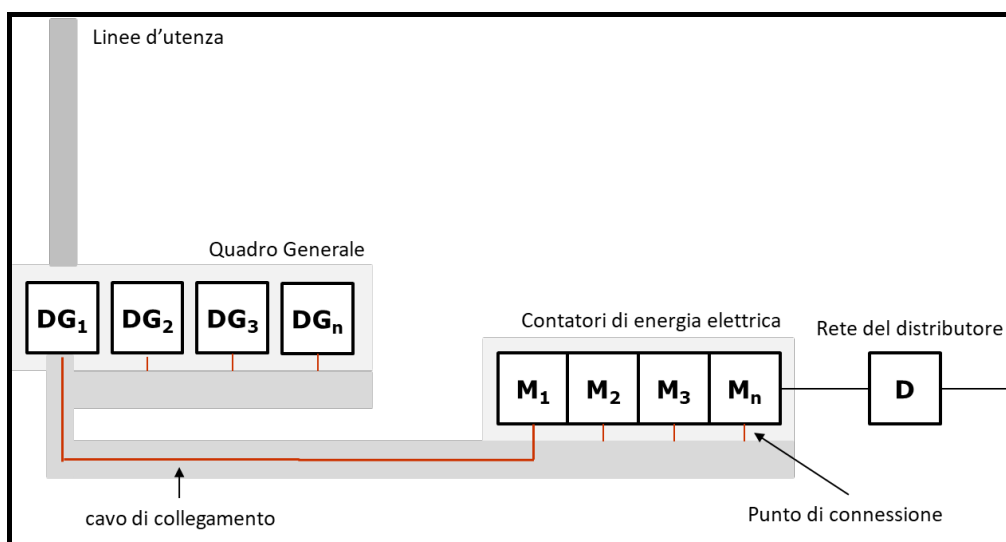 Linee d’utenza
Quadro Generale
DG₁ DG₂ DG₃ DGₙ
Contatori di energia elettrica
Rete del distributore
M₁ M₂ M₃ Mₙ
D
cavo di collegamento
Punto di connessione